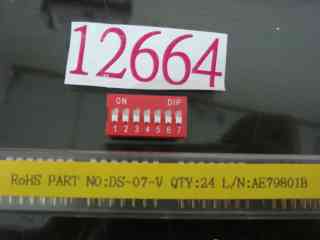 12664
ON DIP
1 2 3 4 5 6 7
RoHS PART NO:DS-07-V QTY:24 L/N:AE79801B